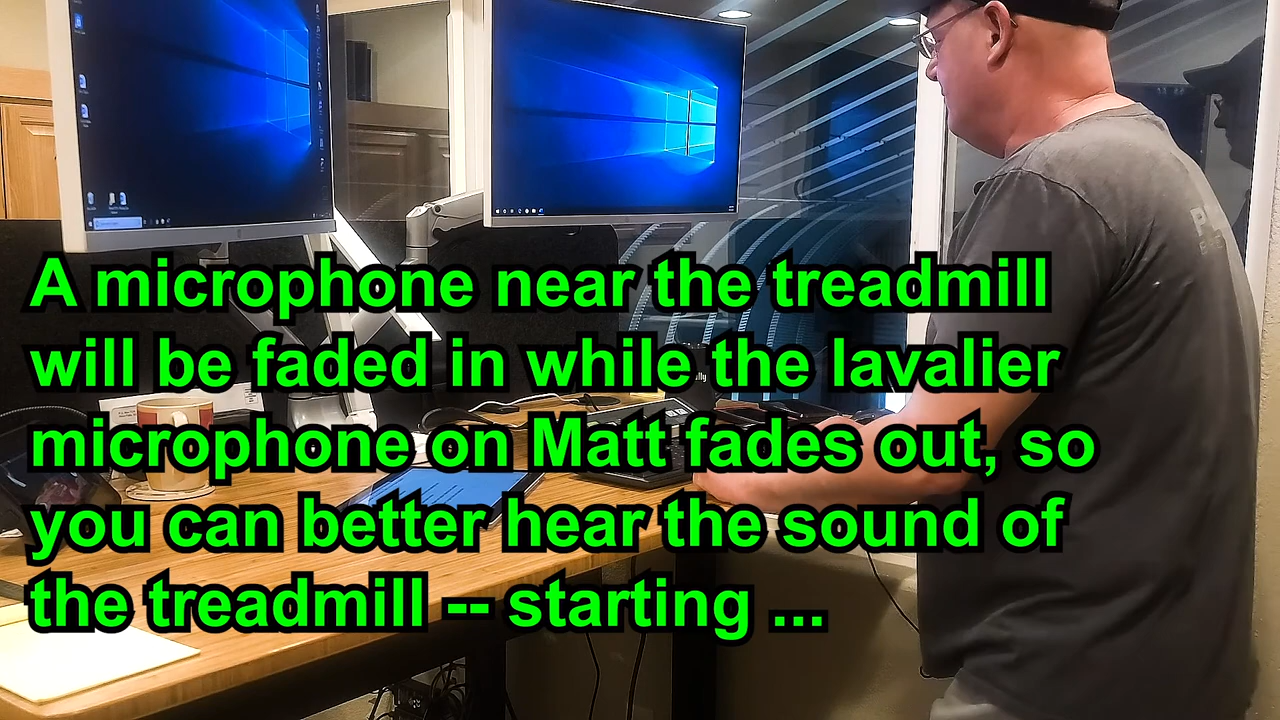 A microphone near the treadmill
will be faded in while the lavalier
microphone on Matt fades out, so
you can better hear the sound of
the treadmill -- starting ...